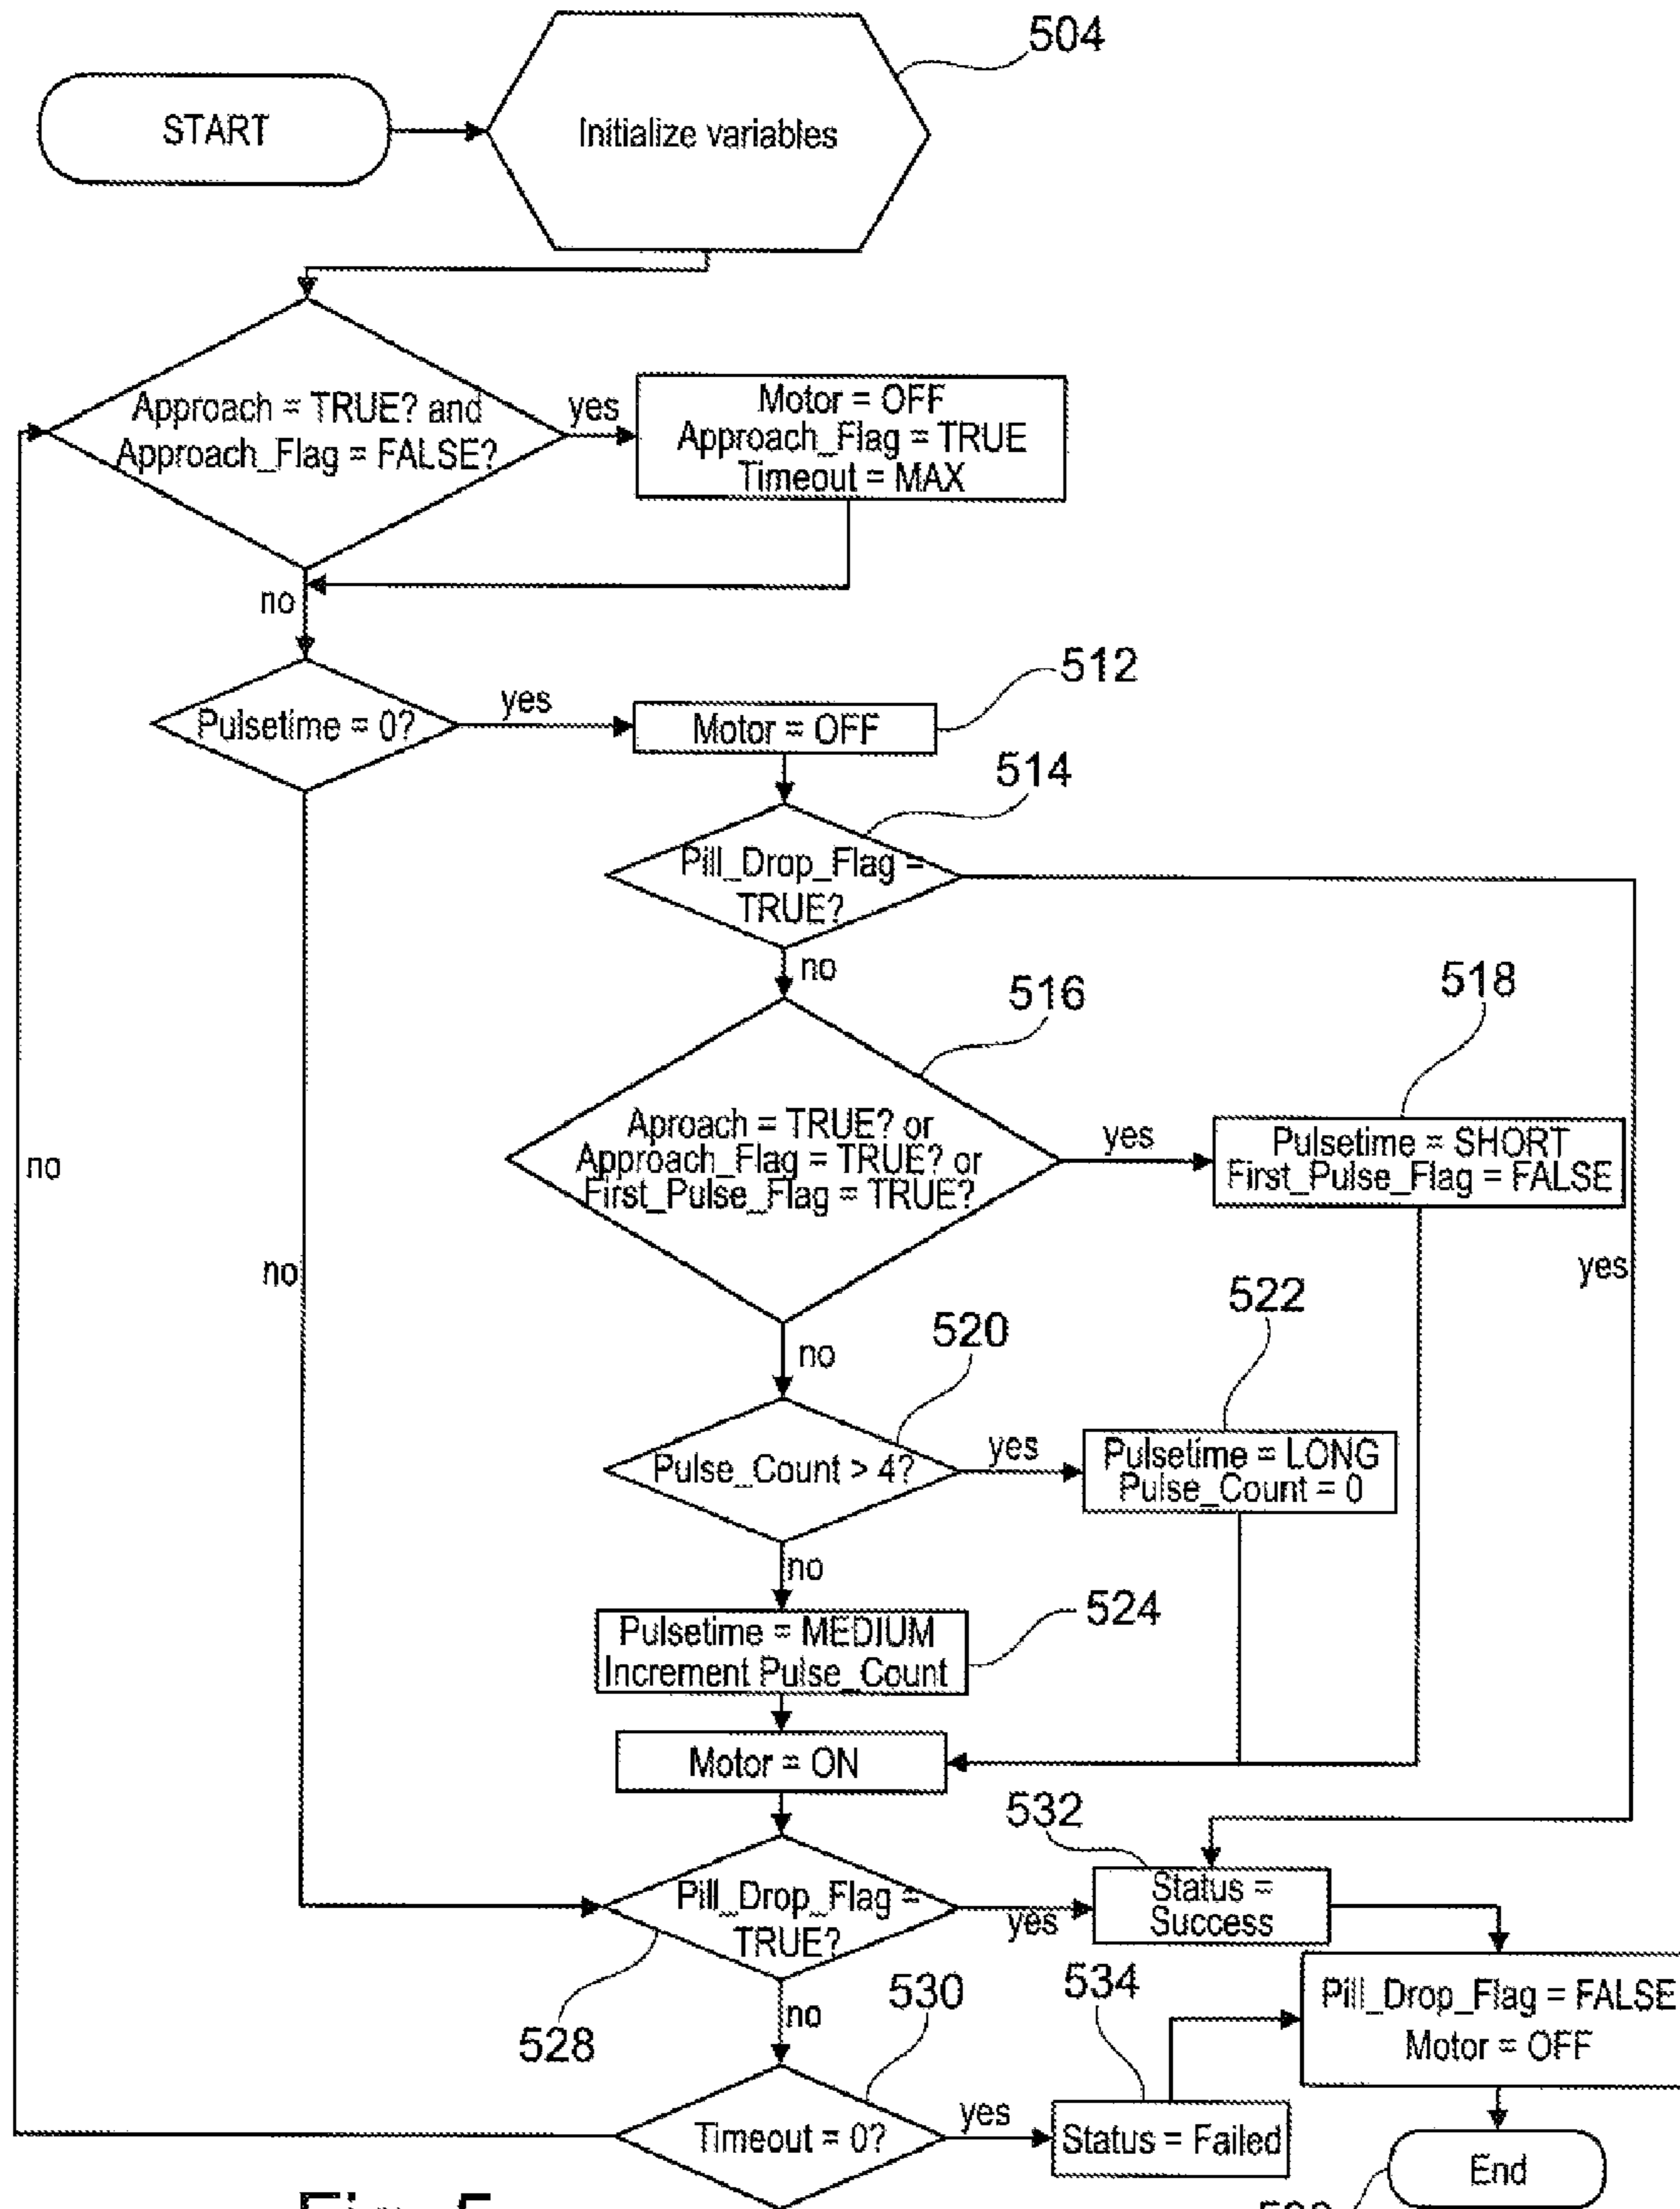 504
START
Initialize variables
Approach = TRUE? and
Approach_Flag = FALSE?
yes
Motor = OFF
Approach_Flag = TRUE
Timeout = MAX
no
Pulsetime = 0?
yes
Motor = OFF
512
514
Pill_Drop_Flag =
TRUE?
no
516
518
Aproach = TRUE? or
Approach_Flag = TRUE? or
First_Pulse_Flag = TRUE?
yes
Pulsetime = SHORT
First_Pulse_Flag = FALSE
no
no
yes
no
520
522
Pulse_Count > 4?
yes
Pulsetime = LONG
Pulse_Count = 0
no
524
Pulsetime = MEDIUM
Increment Pulse_Count
Motor = ON
532
Pill_Drop_Flag =
TRUE?
yes
Status =
Success
528
no
530
534
Pill_Drop_Flag = FALSE
Motor = OFF
Timeout = 0?
yes
Status = Failed
End